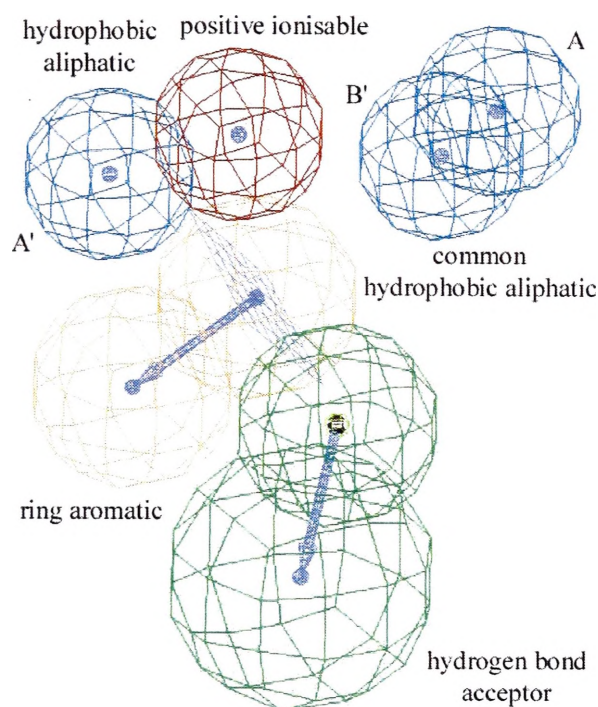 hydrophobic
aliphatic
positive ionisable
A
B'
A'
common
hydrophobic aliphatic
ring aromatic
hydrogen bond
acceptor